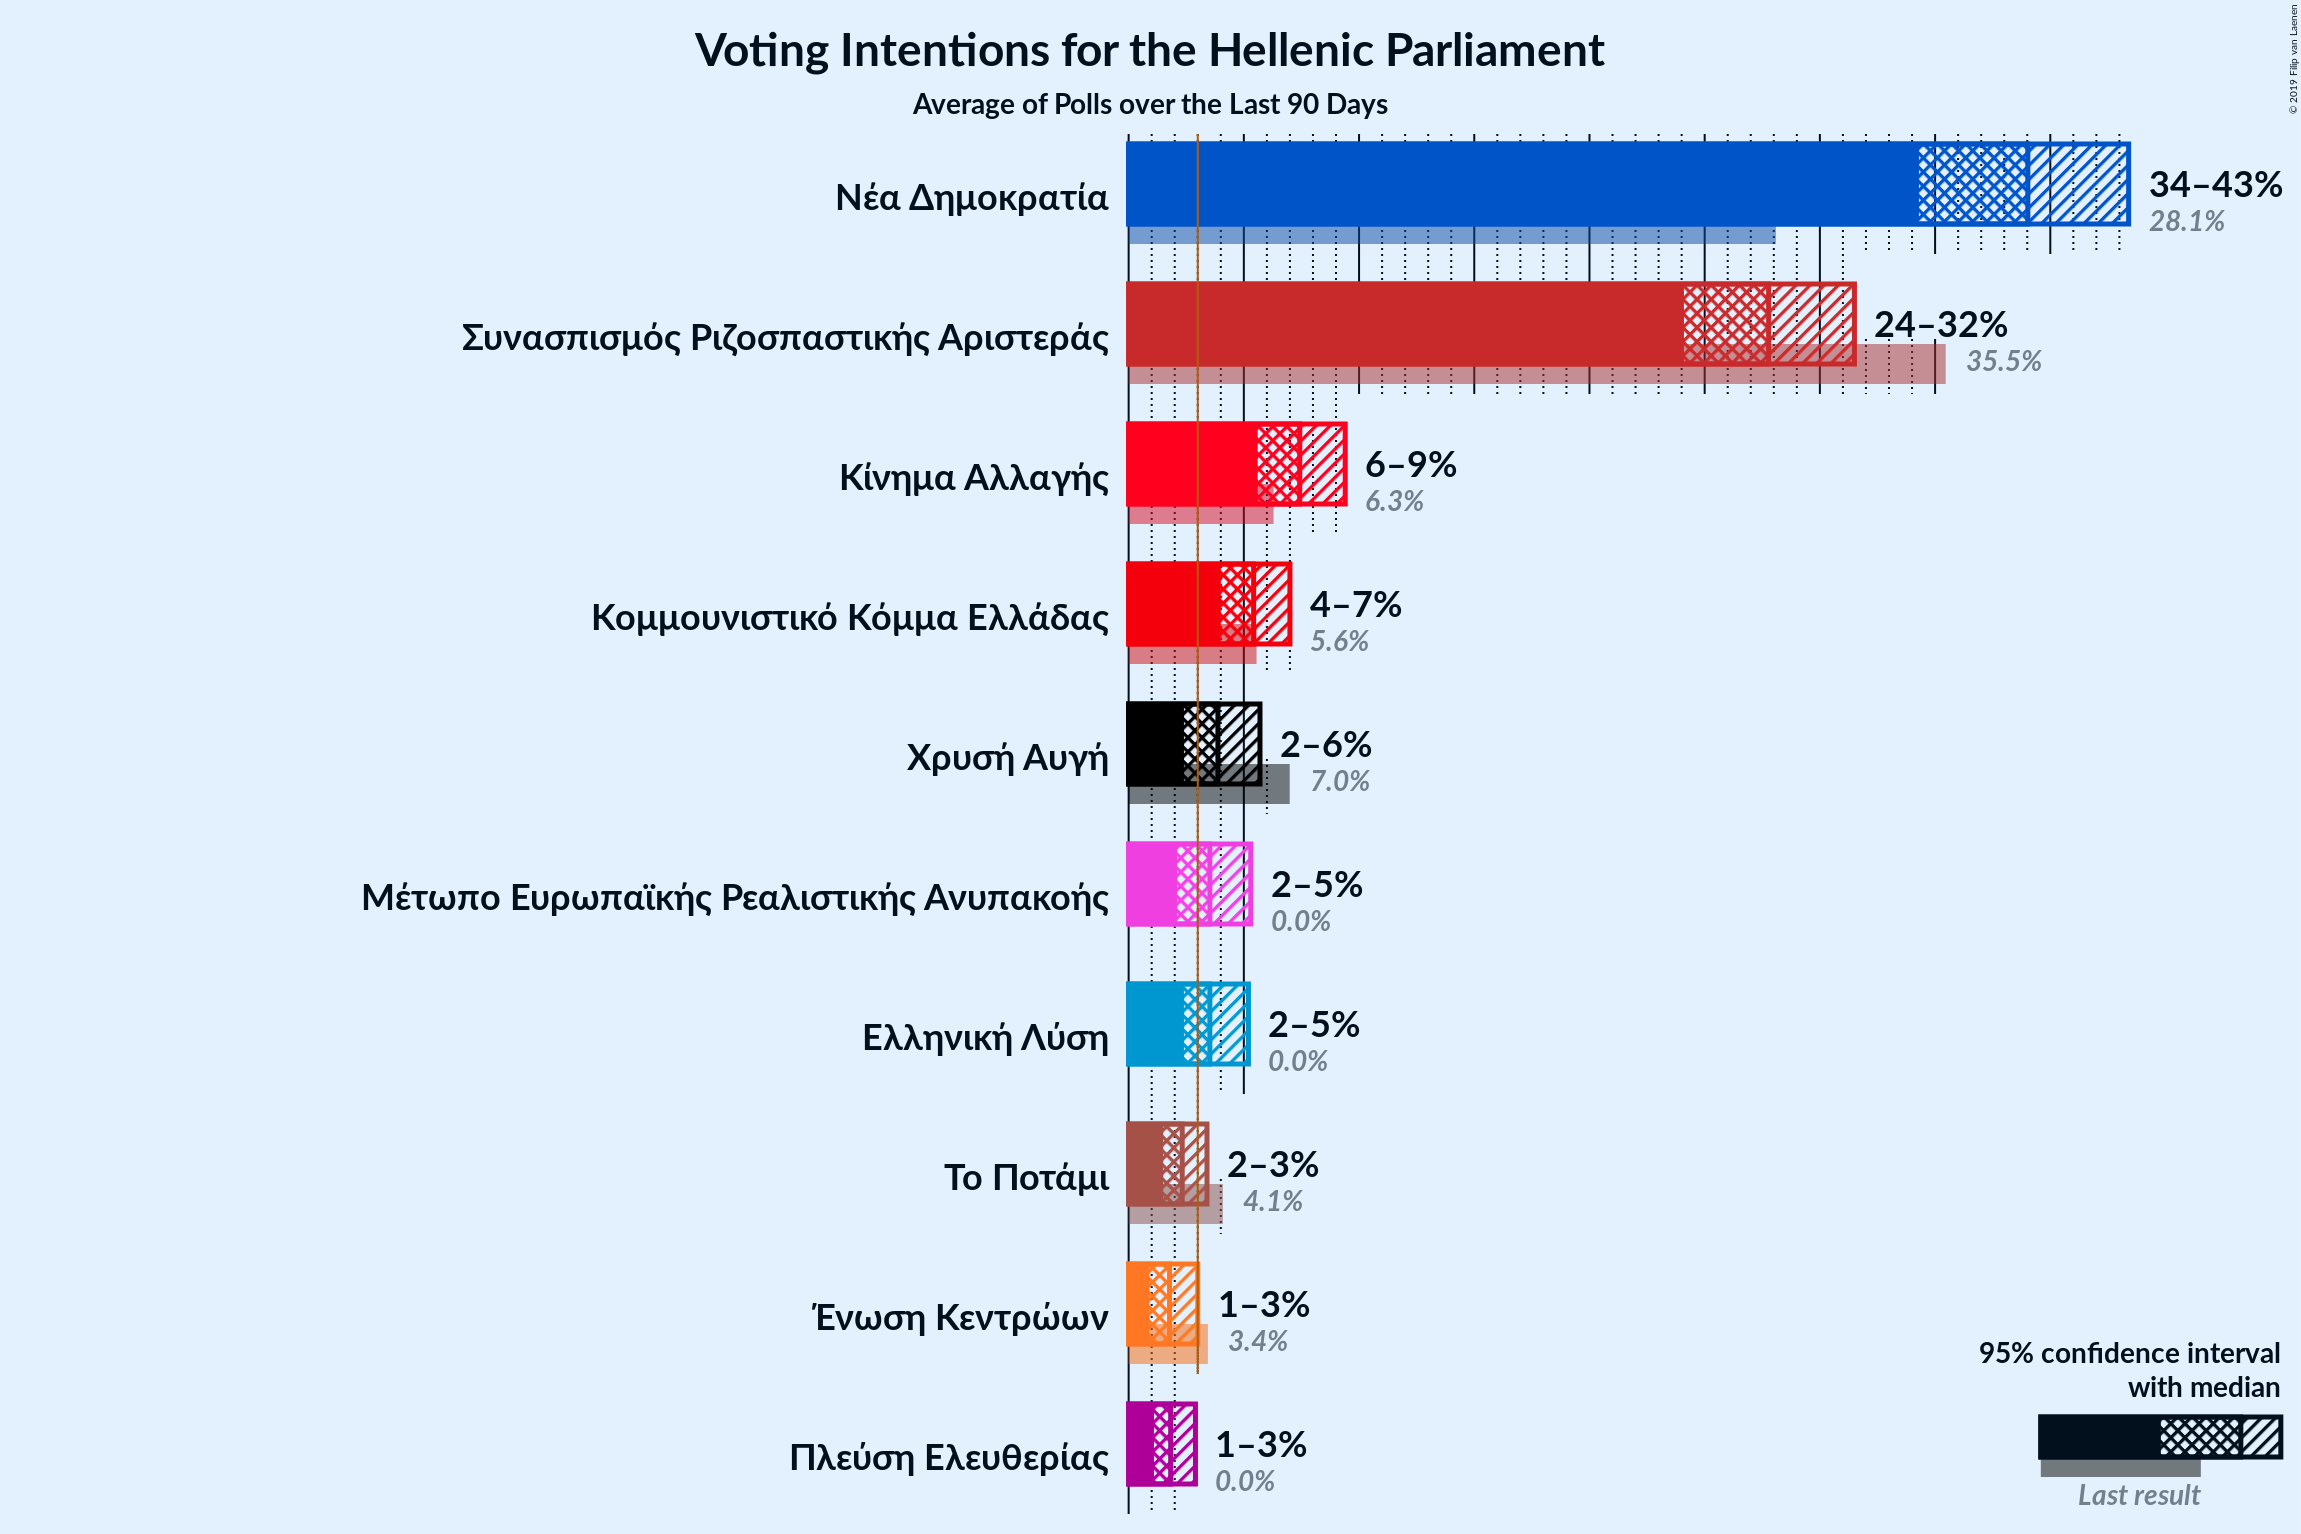 Voting Intentions for the Hellenic Parliament
Average of Polls over the Last 90 Days
© 2019 Filip van Laenen
Νέα Δημοκρατία
34–43%
28.1%
Συνασπισμός Ριζοσπαστικής Αριστεράς
24–32%
35.5%
Κίνημα Αλλαγής
6–9%
6.3%
Κομμουνιστικό Κόμμα Ελλάδας
4–7%
5.6%
Χρυσή Αυγή
2–6%
7.0%
Μέτωπο Ευρωπαϊκής Ρεαλιστικής Ανυπακοής
2–5%
0.0%
Ελληνική Λύση
2–5%
0.0%
Το Ποτάμι
2–3%
4.1%
Ένωση Κεντρώων
1–3%
3.4%
Πλεύση Ελευθερίας
1–3%
0.0%
95% confidence interval
with median
Last result